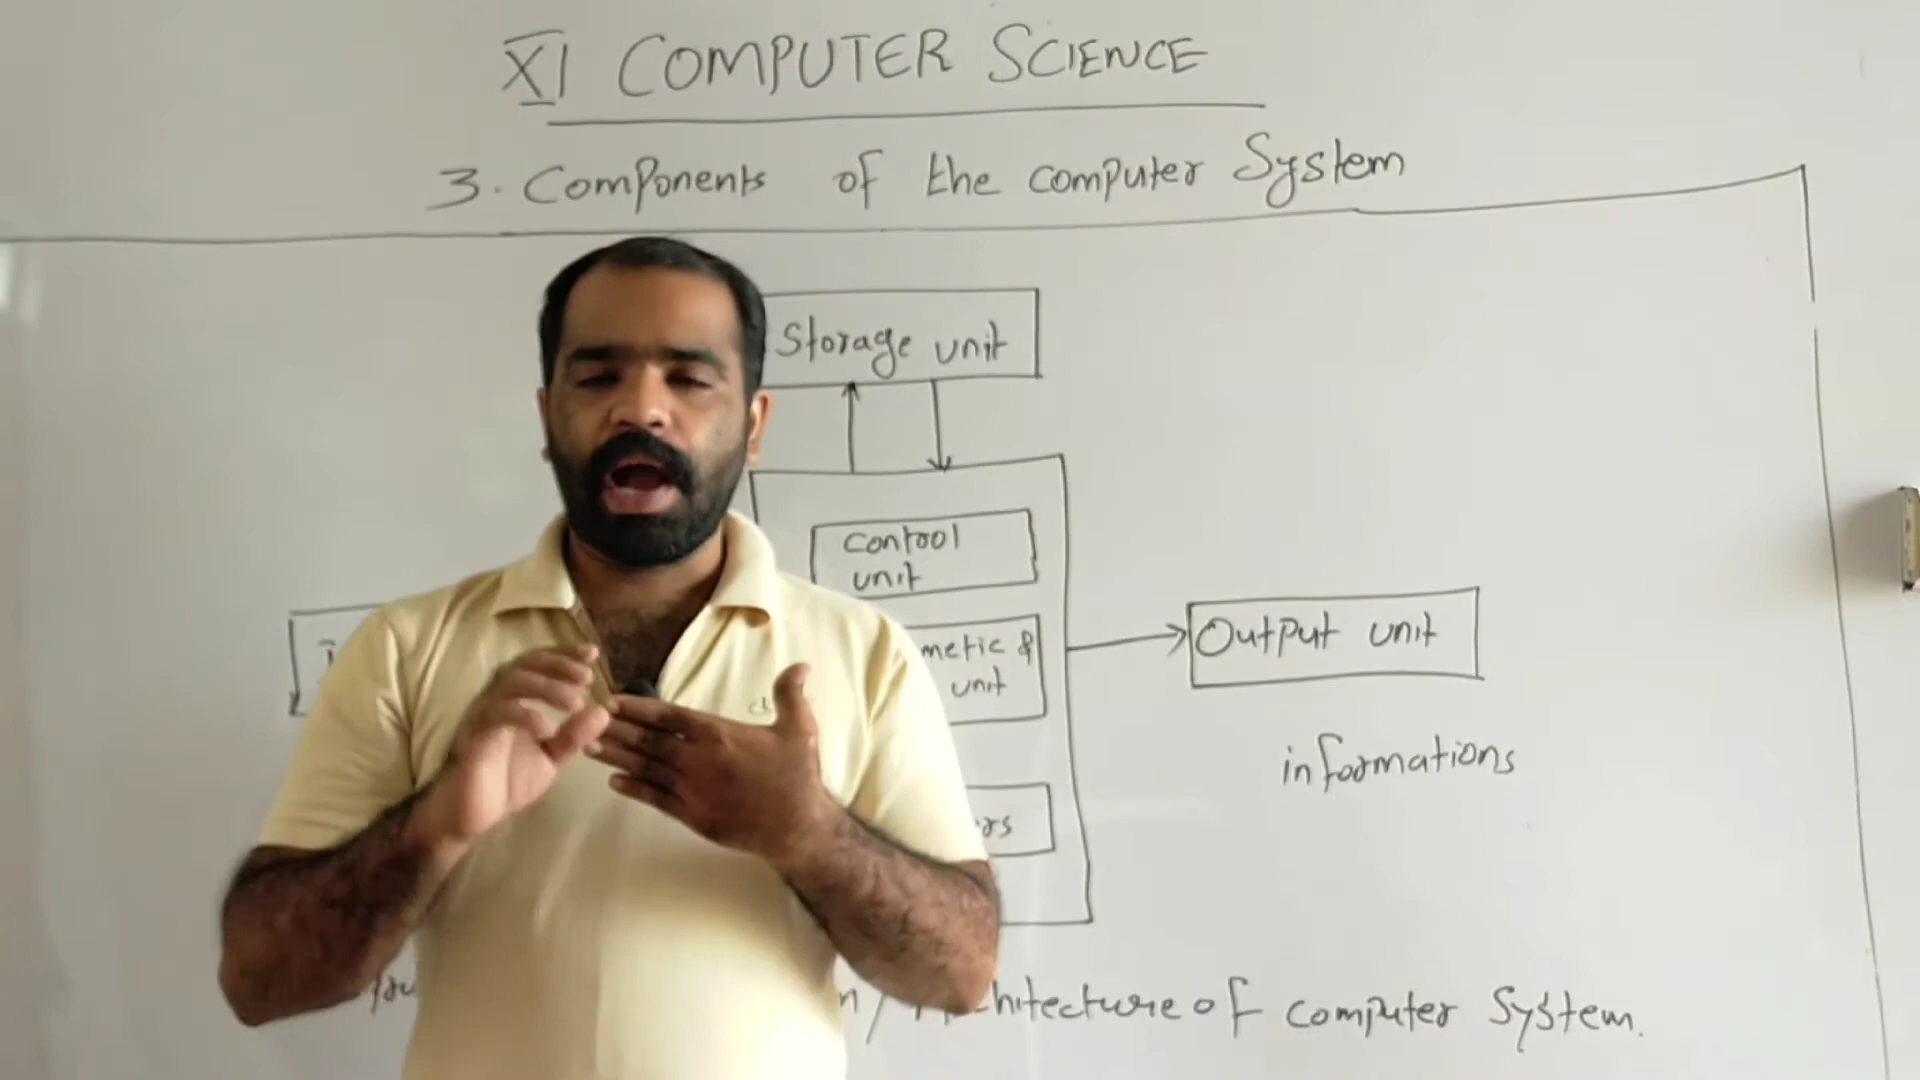 XI COMPUTER SCIENCE
3. Components of the computer System
Storage unit
Control
unit
metic &
unit
Output unit
informations
of computer System.